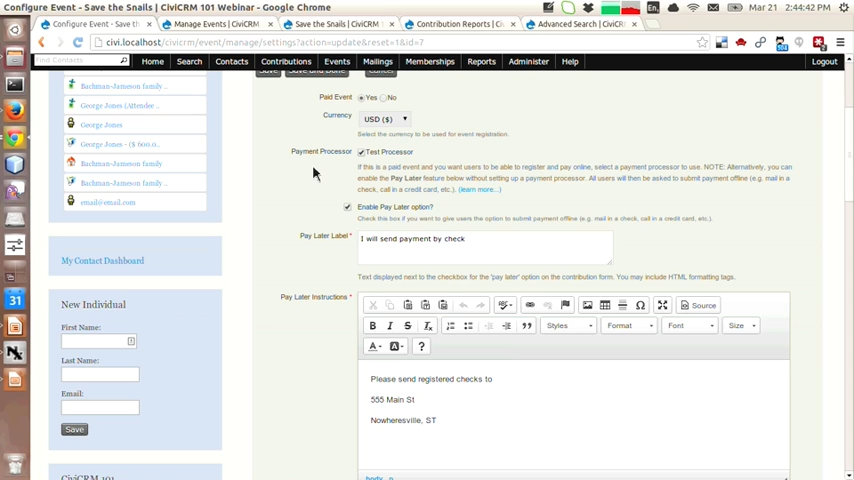 Configure Event - Save the Snails | CiviCRM 101 Webinar - Google Chrome
En
Mar 21 2:44:42 PM
Configure Event - Save the
Manage Events | CiviCRM
Save the Snails | CiviCRM 1
Contribution Reports | Civ
Advanced Search | CiviCRM
civi.localhost/civicrm/event/manage/settings?action=update&reset=1&id=7
Find Contacts
Home
Search
Contacts
Contributions
Events
Mailings
Memberships
Reports
Administer
Help
Logout
Save
Save and Done
Cancel
Bachman-Jameson family ..
George Jones (Attendee ..
George Jones
George Jones - ($ 600.0..
Bachman-Jameson family
Bachman-Jameson family ..
email@email.com
My Contact Dashboard
New Individual
First Name:
Last Name:
Email:
Save
CiviCRM 101
Paid Event Yes No
Currency USD ($)
Select the currency to be used for event registration.
Payment Processor Test Processor
If this is a paid event and you want users to be able to register and pay online, select a payment processor to use. NOTE: Alternatively, you can
enable the Pay Later feature below without setting up a payment processor. All users will then be asked to submit payment offline (e.g. mail in a
check, call in a credit card, etc.). (learn more...)
Enable Pay Later option?
Check this box if you want to give users the option to submit payment offline (e.g. mail in a check, call in a credit card, etc.).
Pay Later Label *
I will send payment by check
Text displayed next to the checkbox for the 'pay later' option on the contribution form. You may include HTML formatting tags.
Pay Later Instructions *
Source
B I S
Styles
Format
Font
Size
A A ?
Please send registered checks to
555 Main St
Nowheresville, ST
body p
31